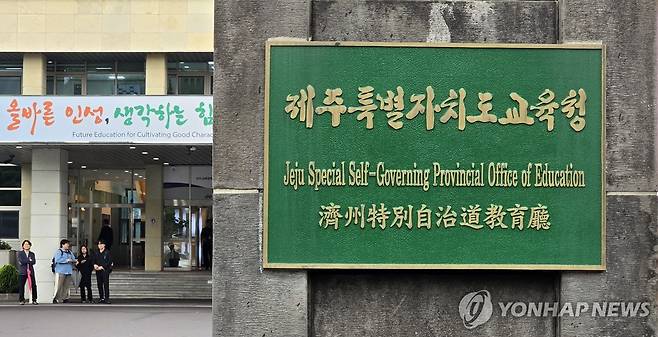 올바른 인성, 생각하는 힘
Future Education for Cultivating Good Charac
제주특별자치도교육청
Jeju Special Self-Governing Provincial Office of Education
濟州特別自治道教育廳
YONHAP NEWS